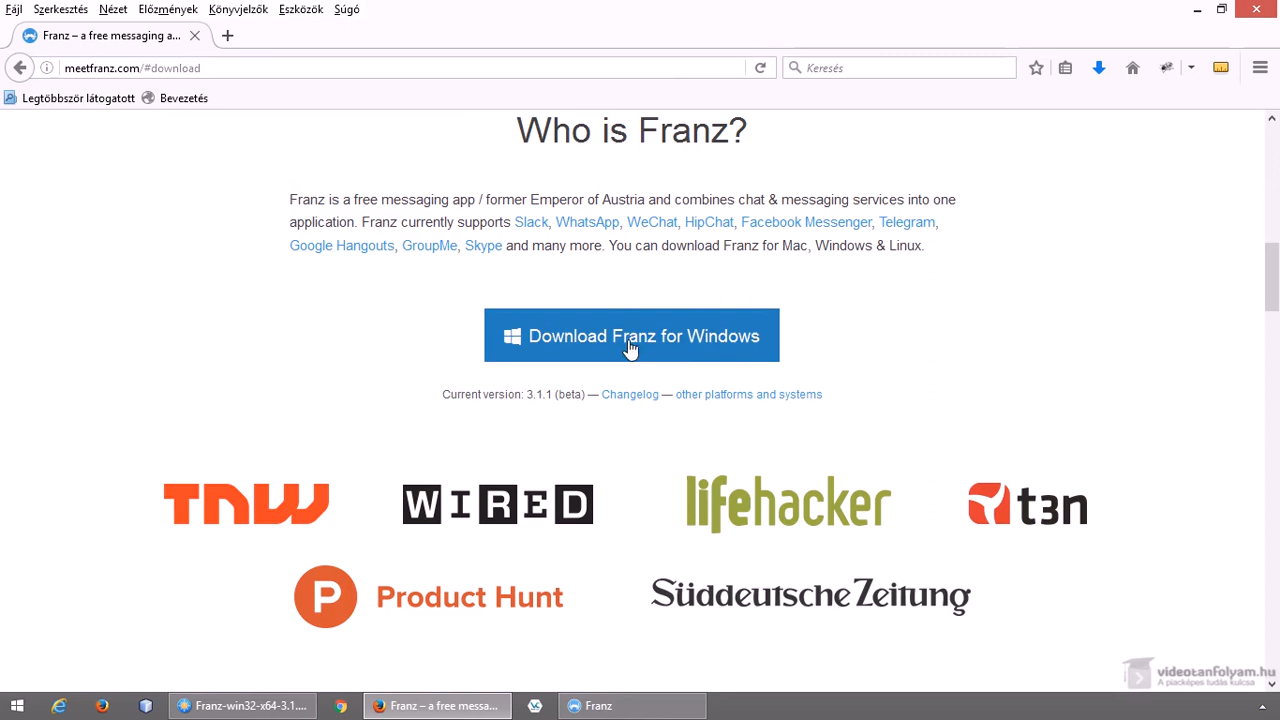 Fájl Szerkesztés Nézet Előzmények Könyvjelzők Eszközök Súgó
Franz – a free messaging a...
meetfranz.com/#download
Keresés
Legtöbbször látogatott Bevezetés
Who is Franz?
Franz is a free messaging app / former Emperor of Austria and combines chat & messaging services into one
application. Franz currently supports Slack, WhatsApp, WeChat, HipChat, Facebook Messenger, Telegram,
Google Hangouts, GroupMe, Skype and many more. You can download Franz for Mac, Windows & Linux.
Download Franz for Windows
Current version: 3.1.1 (beta) — Changelog — other platforms and systems
TNW WIRED lifehacker t3n
P Product Hunt Süddeutsche Zeitung
videotanfolyam.hu
A piacképes tudás kulcsa
Franz-win32-x64-3.1.... Franz – a free messa... Franz